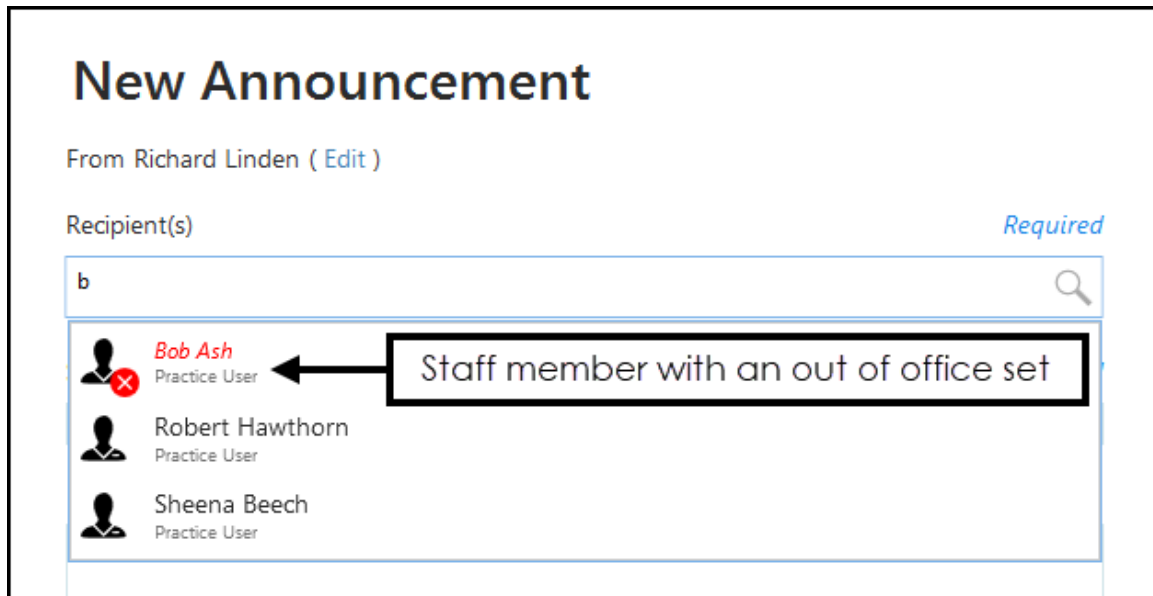 New Announcement
From Richard Linden ( Edit )
Recipient(s) Required
b
Bob Ash
Practice User
Staff member with an out of office set
Robert Hawthorn
Practice User
Sheena Beech
Practice User